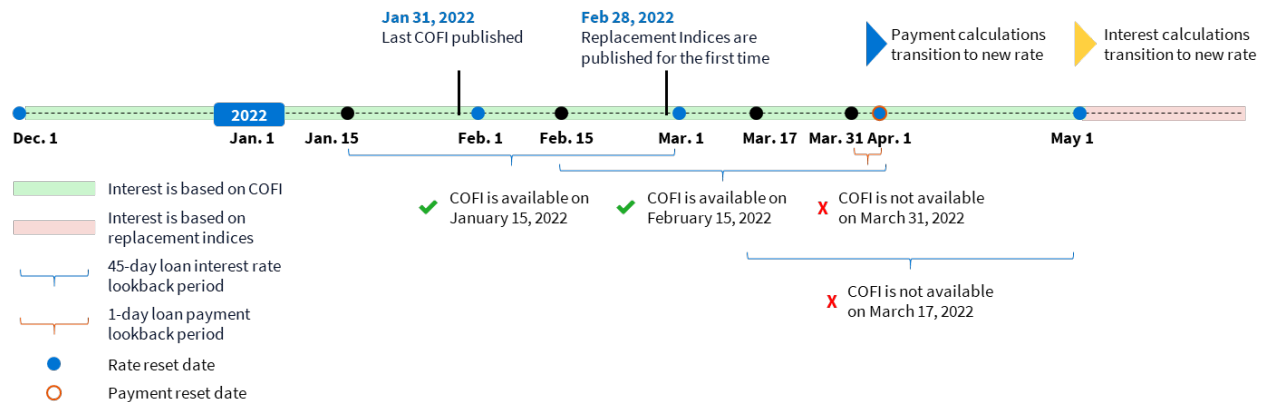 Jan 31, 2022
Last COFI published
Feb 28, 2022
Replacement Indices are
published for the first time
Payment calculations
transition to new rate
Interest calculations
transition to new rate
2022
Dec. 1
Jan. 1
Jan. 15
Feb. 1
Feb. 15
Mar. 1
Mar. 17
Mar. 31
Apr. 1
May 1
COFI is available on
January 15, 2022
COFI is available on
February 15, 2022
X
COFI is not available
on March 31, 2022
X
COFI is not available
on March 17, 2022
Interest is based on COFI
Interest is based on
replacement indices
45-day loan interest rate
lookback period
1-day loan payment
lookback period
Rate reset date
Payment reset date